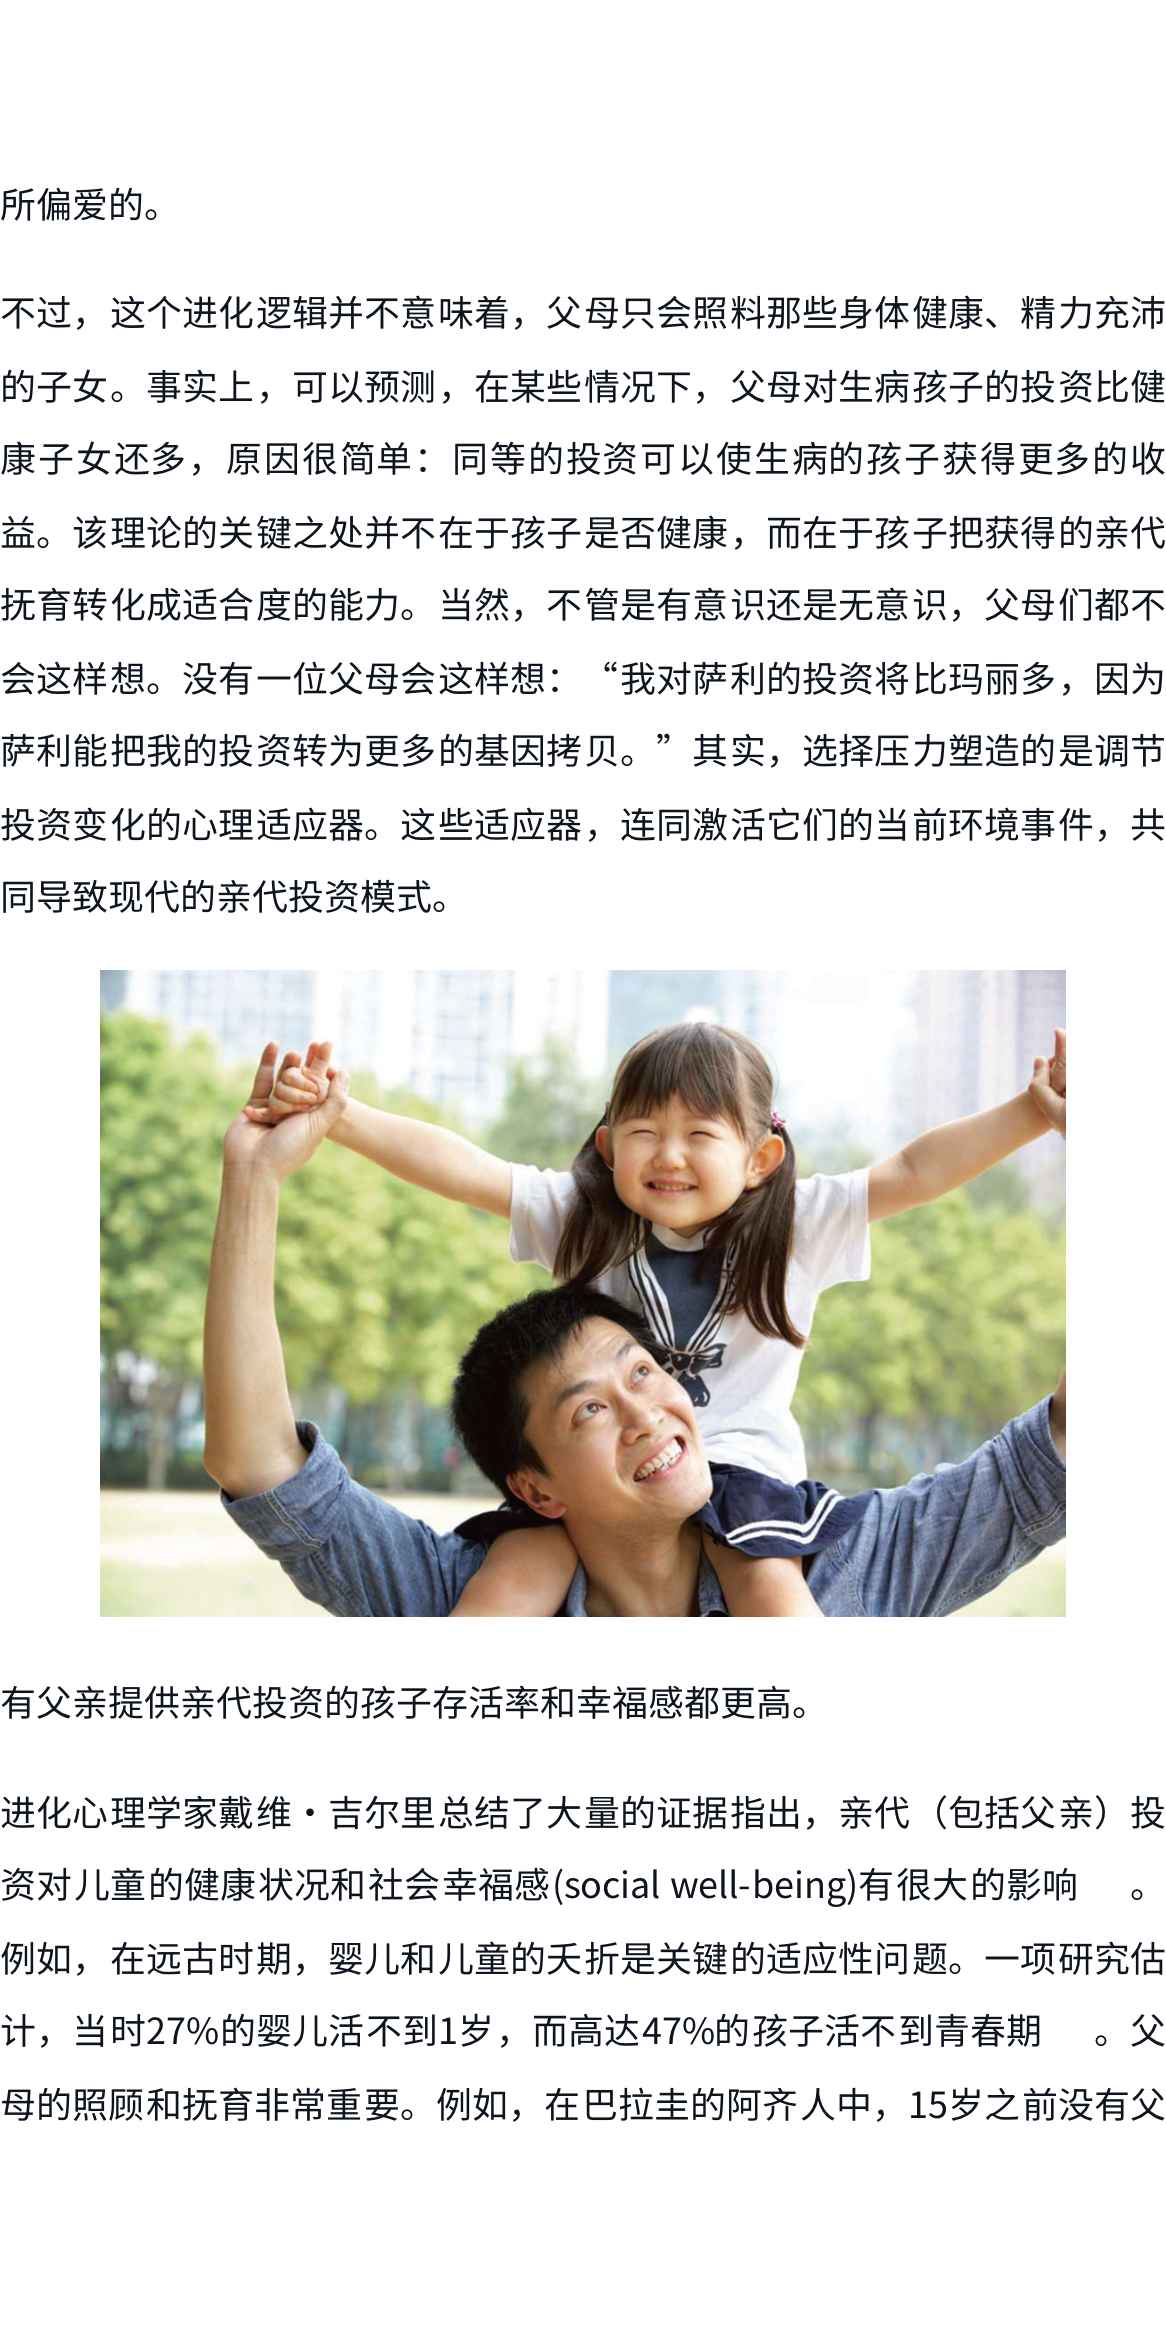 所偏爱的。
不过，这个进化逻辑并不意味着，父母只会照料那些身体健康、精力充沛
的子女。事实上，可以预测，在某些情况下，父母对生病孩子的投资比健
康子女还多，原因很简单：同等的投资可以使生病的孩子获得更多的收
益。该理论的关键之处并不在于孩子是否健康，而在于孩子把获得的亲代
抚育转化成适合度的能力。当然，不管是有意识还是无意识，父母们都不
会这样想。没有一位父母会这样想：“我对萨利的投资将比玛丽多，因为
萨利能把我的投资转为更多的基因拷贝。”其实，选择压力塑造的是调节
投资变化的心理适应器。这些适应器，连同激活它们的当前环境事件，共
同导致现代的亲代投资模式。
有父亲提供亲代投资的孩子存活率和幸福感都更高。
进化心理学家戴维·吉尔里总结了大量的证据指出，亲代（包括父亲）投
资对儿童的健康状况和社会幸福感(social well-being)有很大的影响 。
例如，在远古时期，婴儿和儿童的夭折是关键的适应性问题。一项研究估
计，当时27%的婴儿活不到1岁，而高达47%的孩子活不到青春期 。父
母的照顾和抚育非常重要。例如，在巴拉圭的阿齐人中，15岁之前没有父